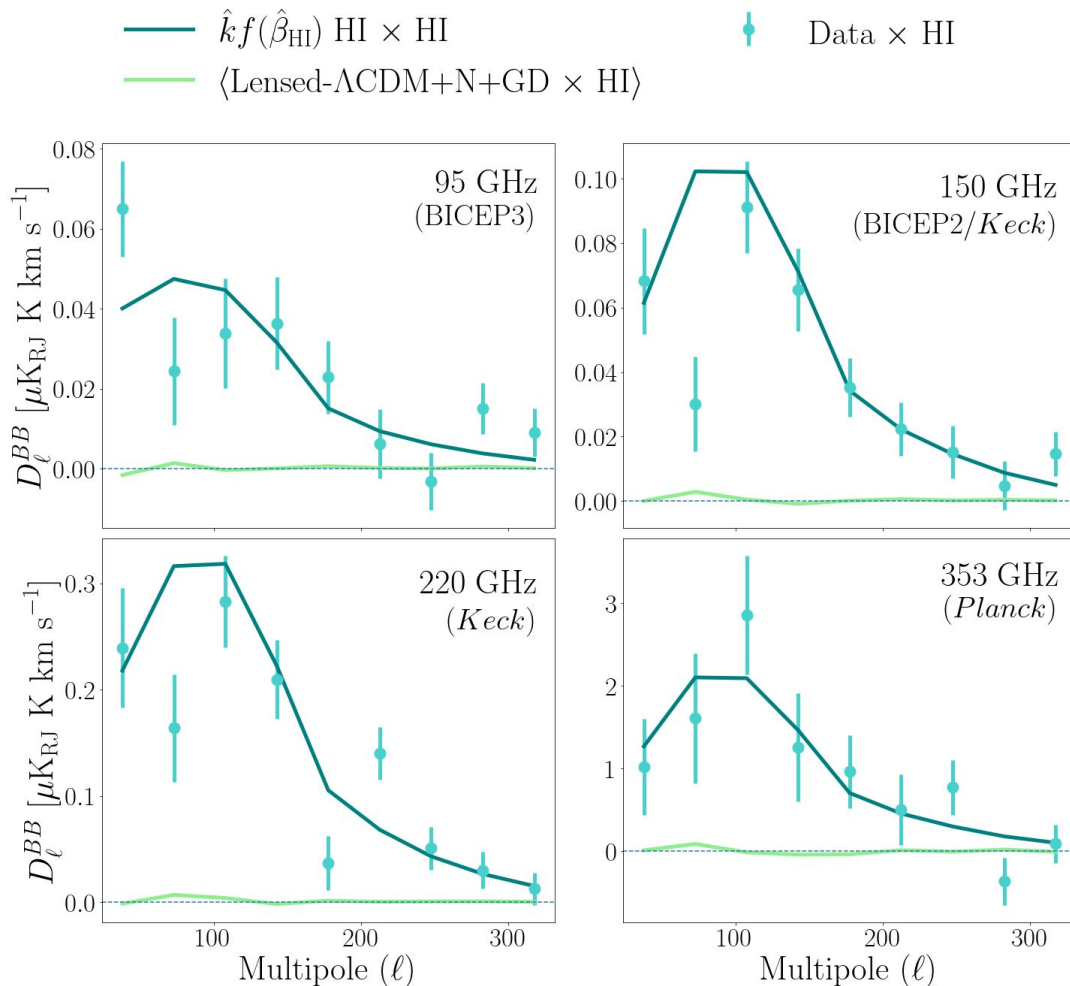 k̂f(β̂_HI) HI × HI
Data × HI
⟨Lensed-ΛCDM+N+GD × HI⟩
0.08
0.06
0.04
0.02
0.00
D_ℓ^BB [μK_RJ K km s⁻¹]
95 GHz
(BICEP3)
0.10
0.08
0.06
0.04
0.02
0.00
150 GHz
(BICEP2/Keck)
0.3
0.2
0.1
0.0
D_ℓ^BB [μK_RJ K km s⁻¹]
220 GHz
(Keck)
100 200 300
Multipole (ℓ)
3
2
1
0
353 GHz
(Planck)
100 200 300
Multipole (ℓ)